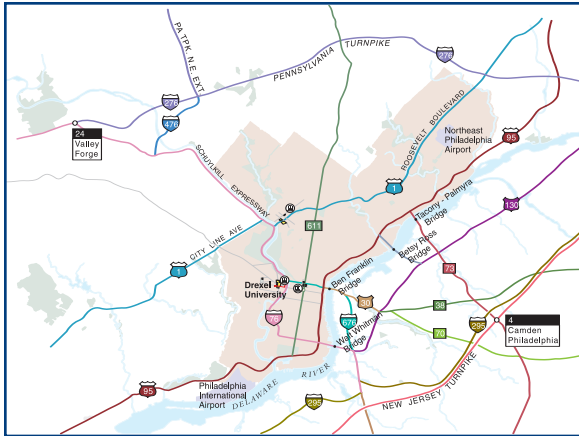 PA TPK. N.E. EXT.
PENNSYLVANIA TURNPIKE
276
276
476
24
Valley
Forge
SCHUYLKILL EXPRESSWAY
ROOSEVELT BOULEVARD
Northeast
Philadelphia
Airport
95
1
130
611
Tacony - Palmyra
Bridge
Betsy Ross
Bridge
CITY LINE AVE
1
73
Drexel
University
Ben Franklin
Bridge
30
38
76
676
70
295
4
Camden
Philadelphia
Walt Whitman
Bridge
95
Philadelphia
International
Airport
DELAWARE RIVER
295
NEW JERSEY TURNPIKE